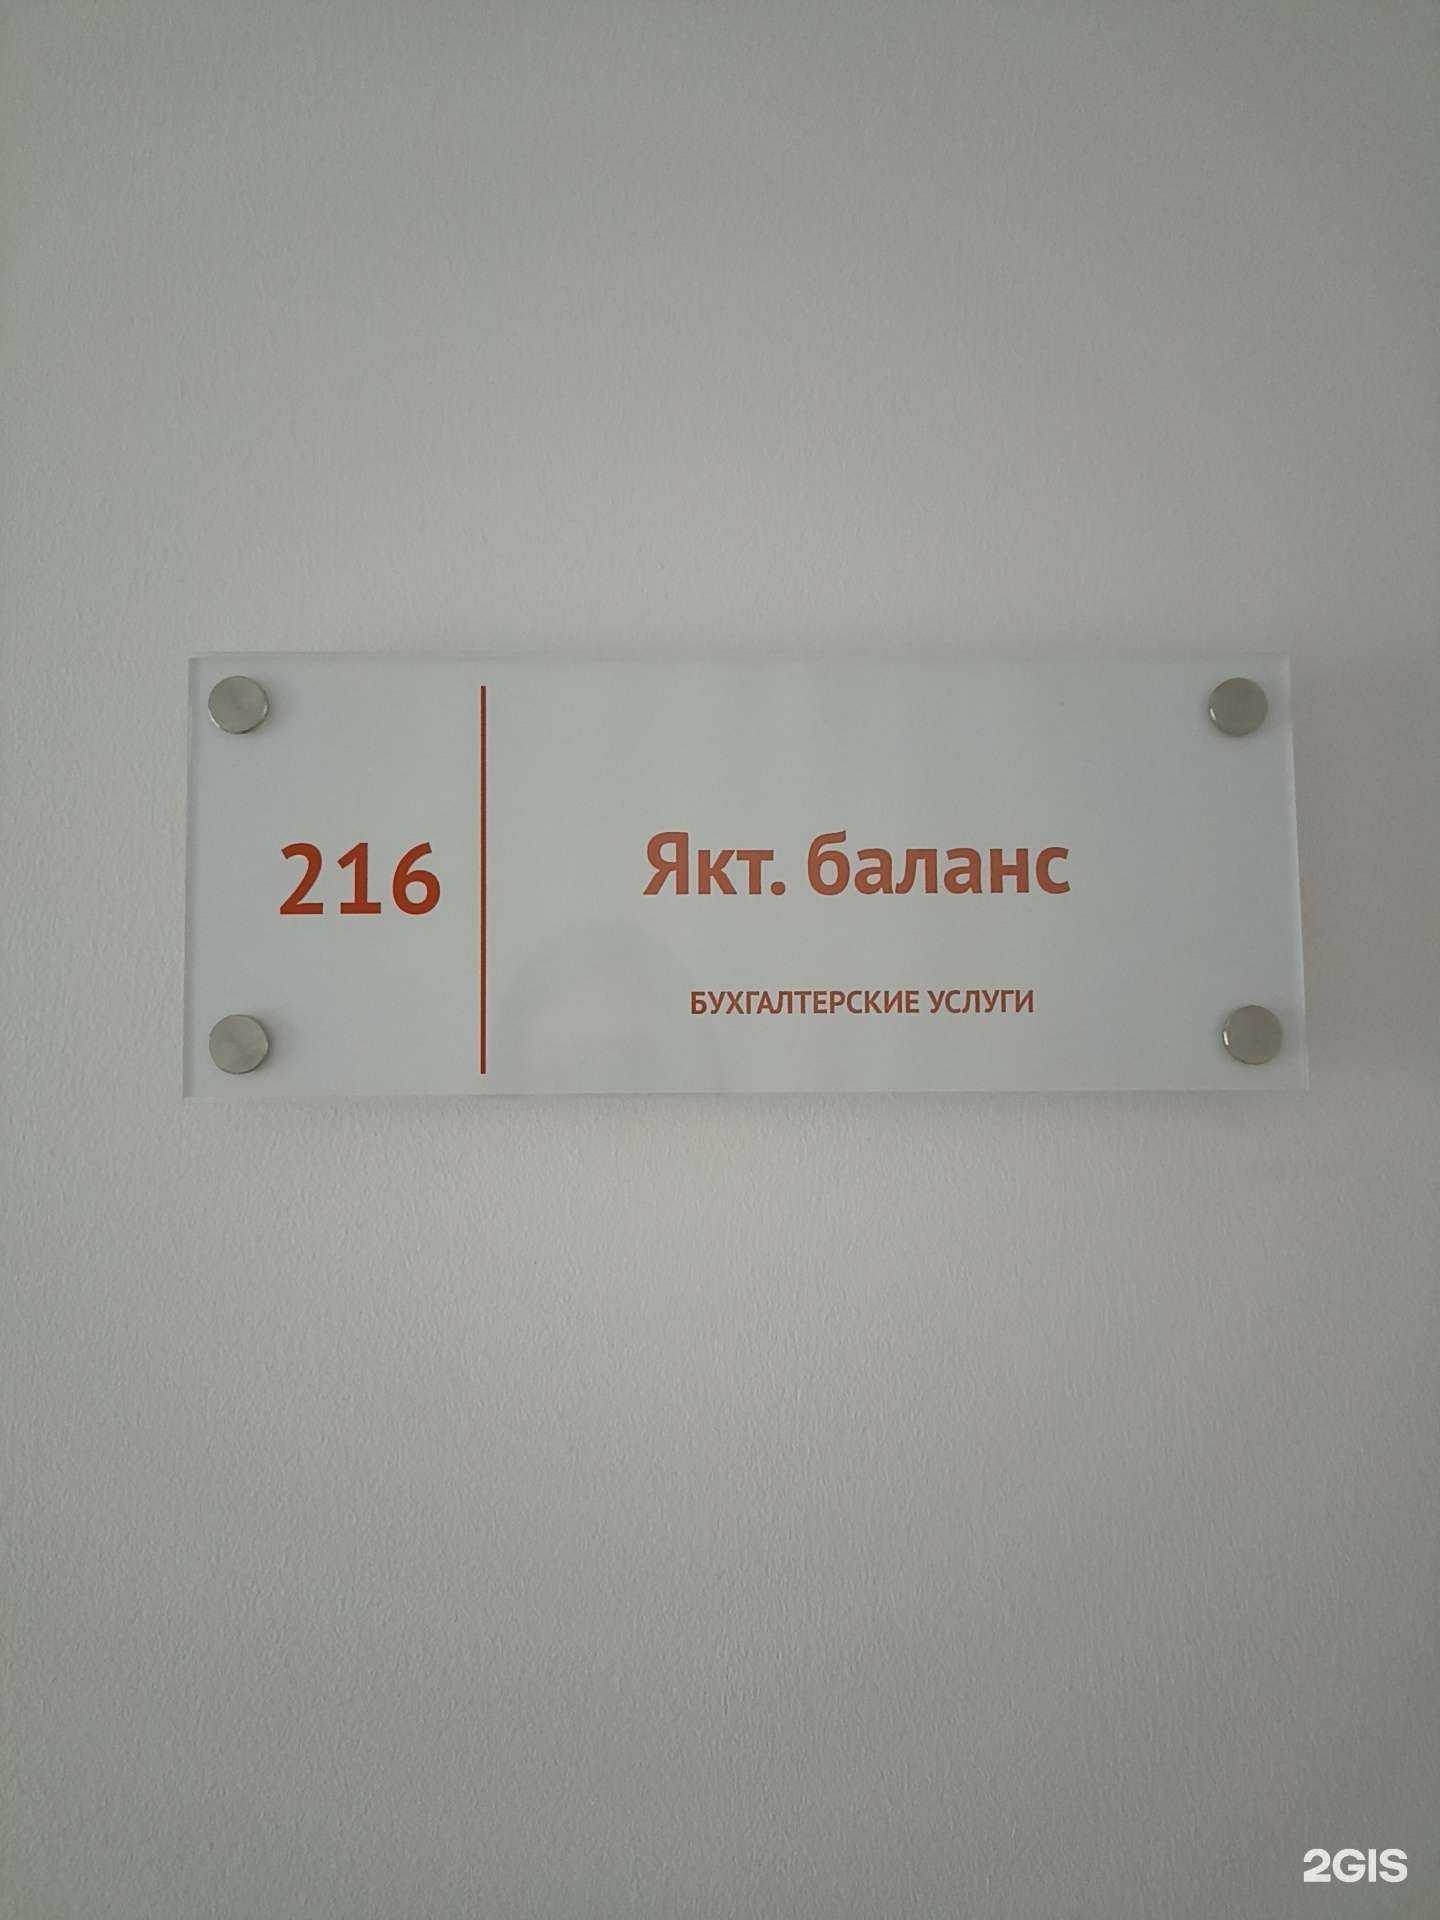 216
Якт. баланс
БУХГАЛТЕРСКИЕ УСЛУГИ
2GIS